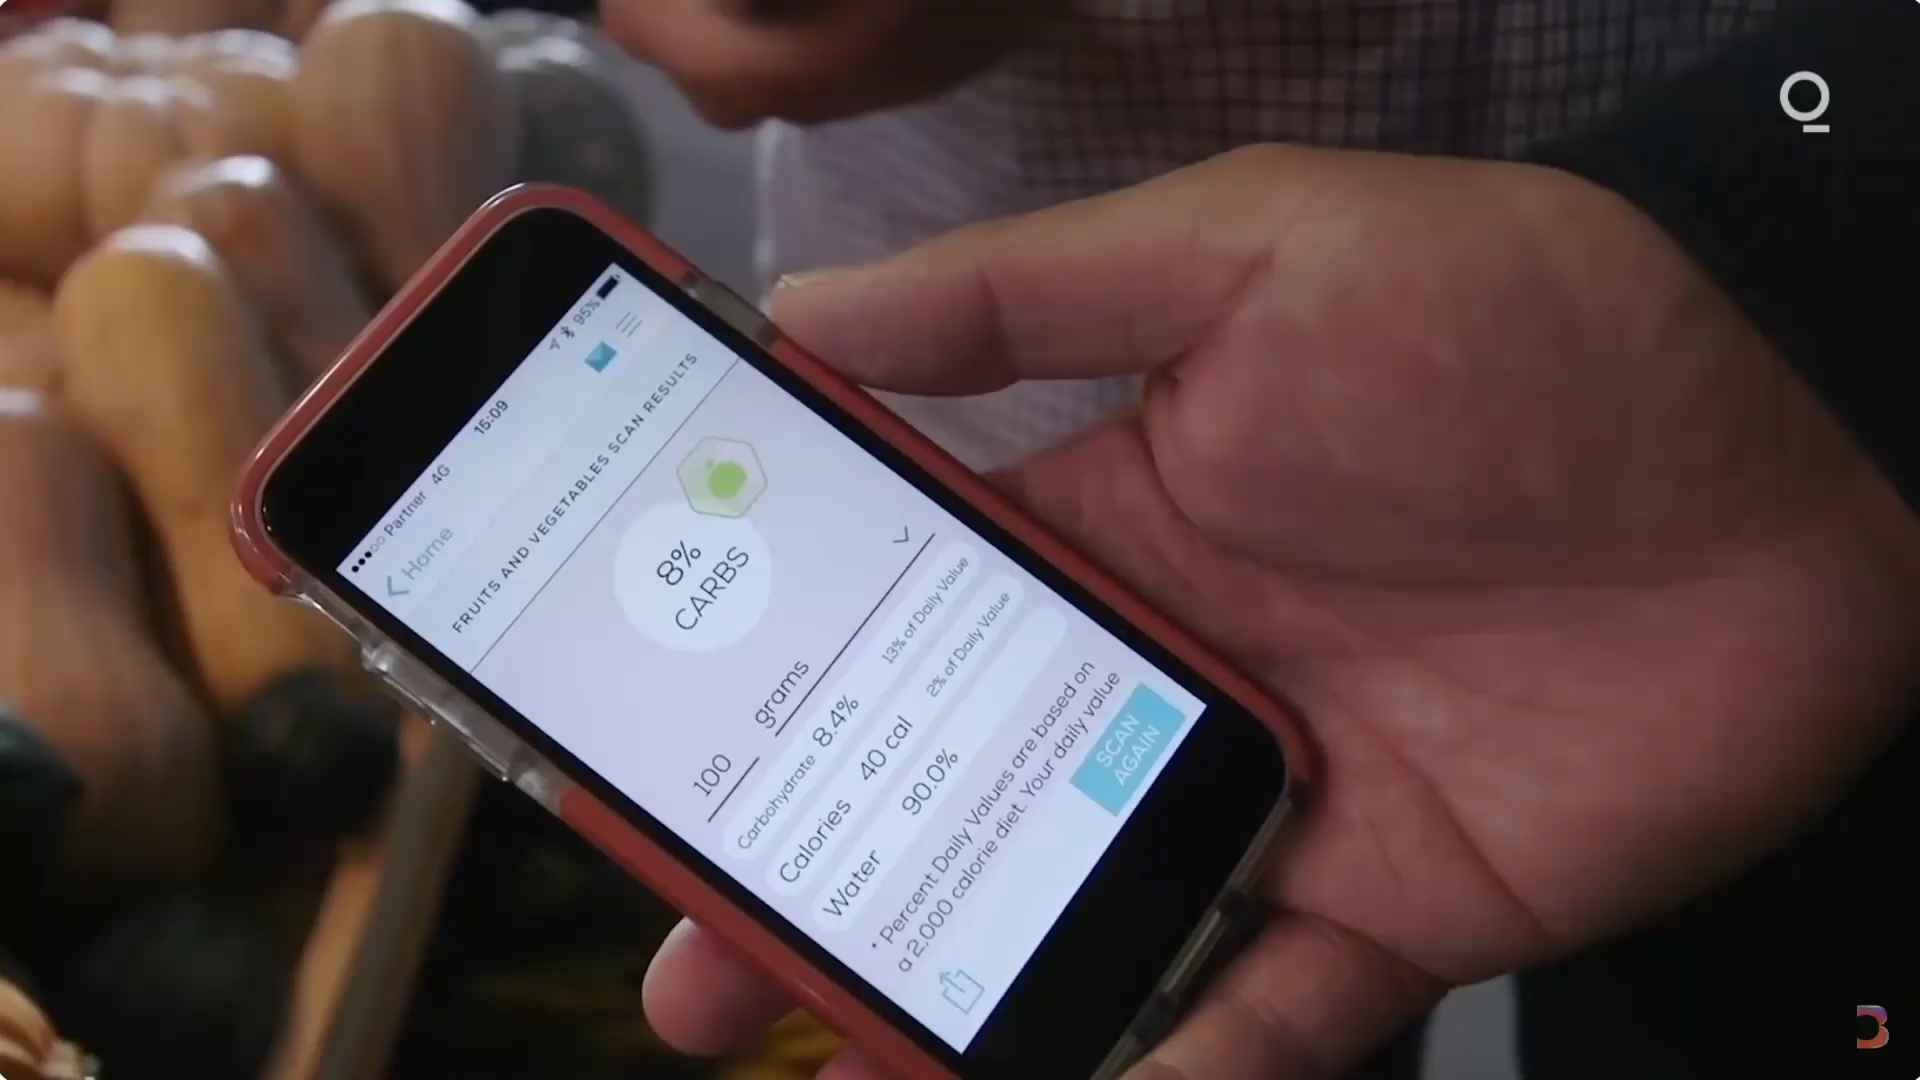 Partner 4G 15:09 95%
Home
FRUITS AND VEGETABLES SCAN RESULTS
8%
CARBS
100 grams
Carbohydrate 8.4% 13% of Daily Value
Calories 40 cal 2% of Daily Value
Water 90.0%
* Percent Daily Values are based on
a 2,000 calorie diet. Your daily value
SCAN
AGAIN